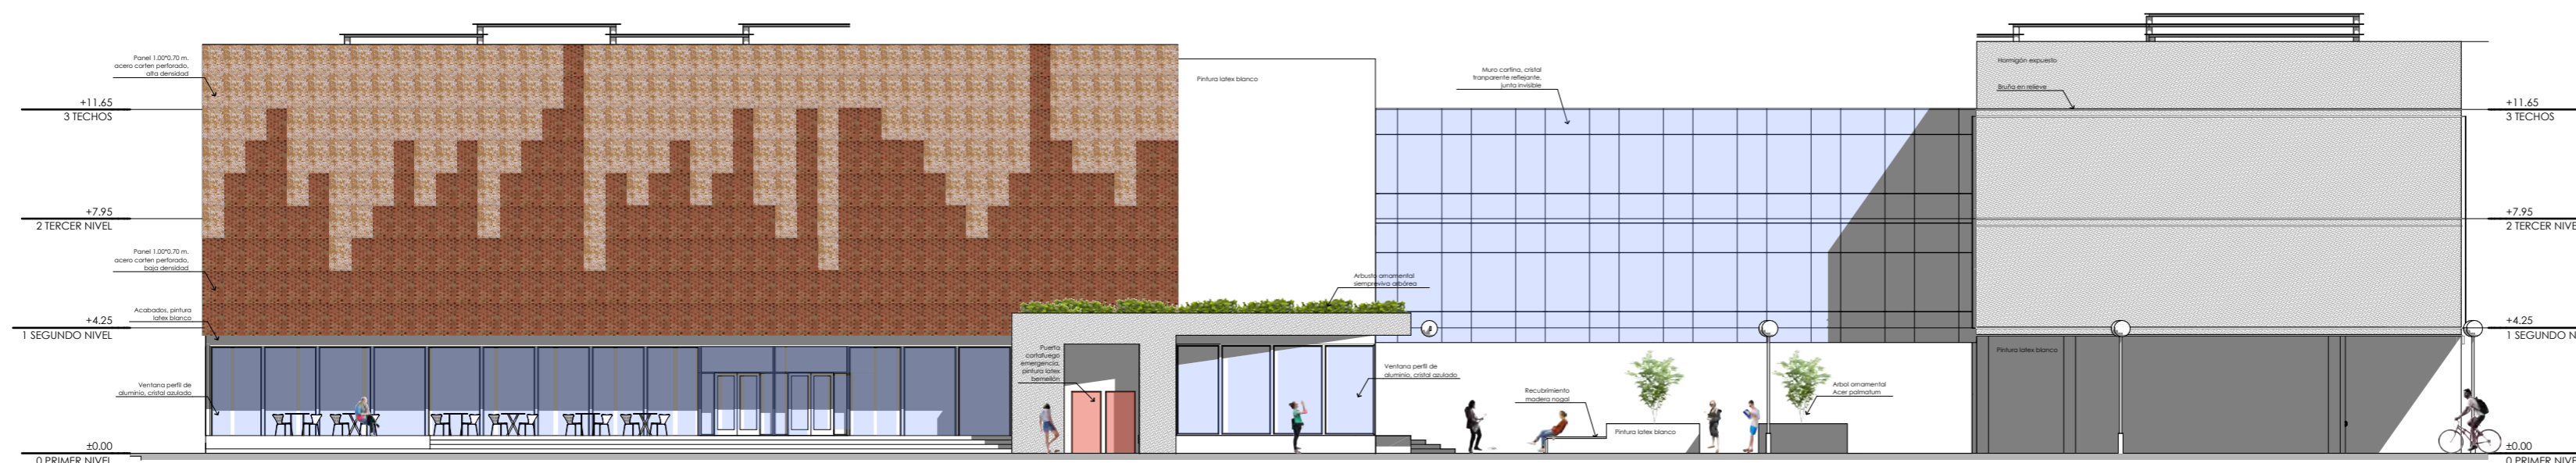 Panel 1.00*0.70 m.
acero corten perforado,
alta densidad
+11.65
3 TECHOS
+7.95
2 TERCER NIVEL
Panel 1.00*0.70 m.
acero corten perforado,
baja densidad
Acabados, pintura
latex blanco
+4.25
1 SEGUNDO NIVEL
Ventana perfil de
aluminio, cristal azulado
±0.00
0 PRIMER NIVEL
Puerta
cortafuego
emergencia,
pintura latex
bermellón
Pintura latex blanco
Arbusto ornamental
siempreviva arbórea
Ventana perfil de
aluminio, cristal azulado
Muro cortina, cristal
tranparente reflejante,
junta invisible
Recubrimiento
madera nogal
Pintura latex blanco
Arbol ornamental
Acer palmatum
Hormigón expuesto
Bruña en relieve
Pintura latex blanco
+11.65
3 TECHOS
+7.95
2 TERCER NIVE
+4.25
1 SEGUNDO N
±0.00
0 PRIMER NIVE